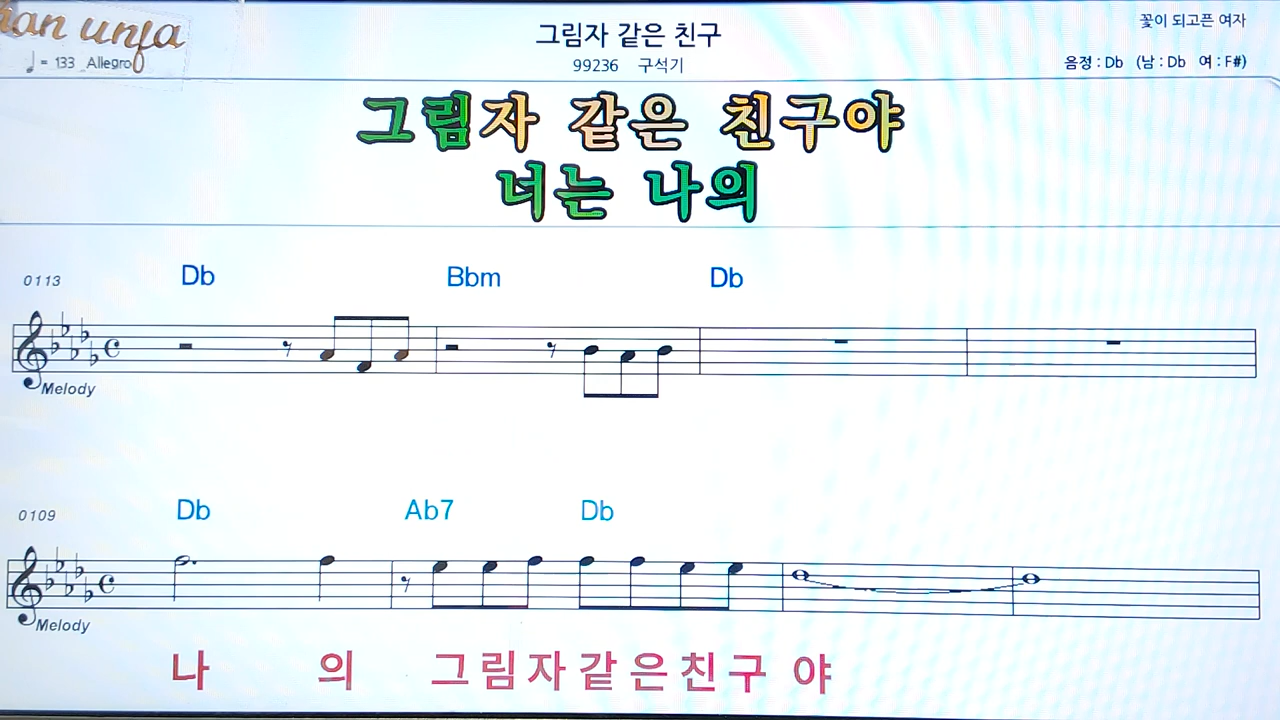 그림자 같은 친구
꽃이 되고픈 여자
♩ = 133 Allegro
99236 구석기
음정 : Db (남 : Db 여 : F#)
그림자 같은 친구야
너는 나의
0113 Db Bbm Db
Melody
0109 Db Ab7 Db
Melody
나 의 그림자같은친구 야